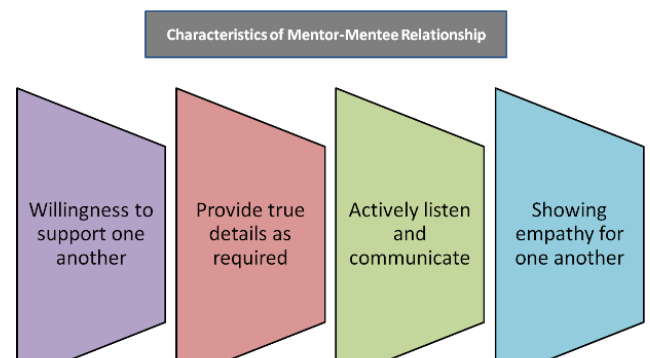 Characteristics of Mentor-Mentee Relationship
Willingness to
support one
another
Provide true
details as
required
Actively listen
and
communicate
Showing
empathy for
one another